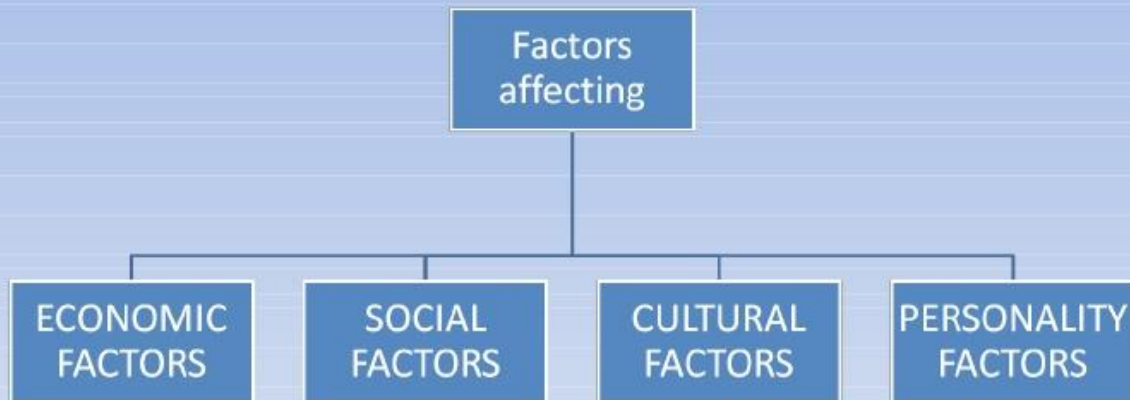 Factors
affecting
ECONOMIC
FACTORS
SOCIAL
FACTORS
CULTURAL
FACTORS
PERSONALITY
FACTORS